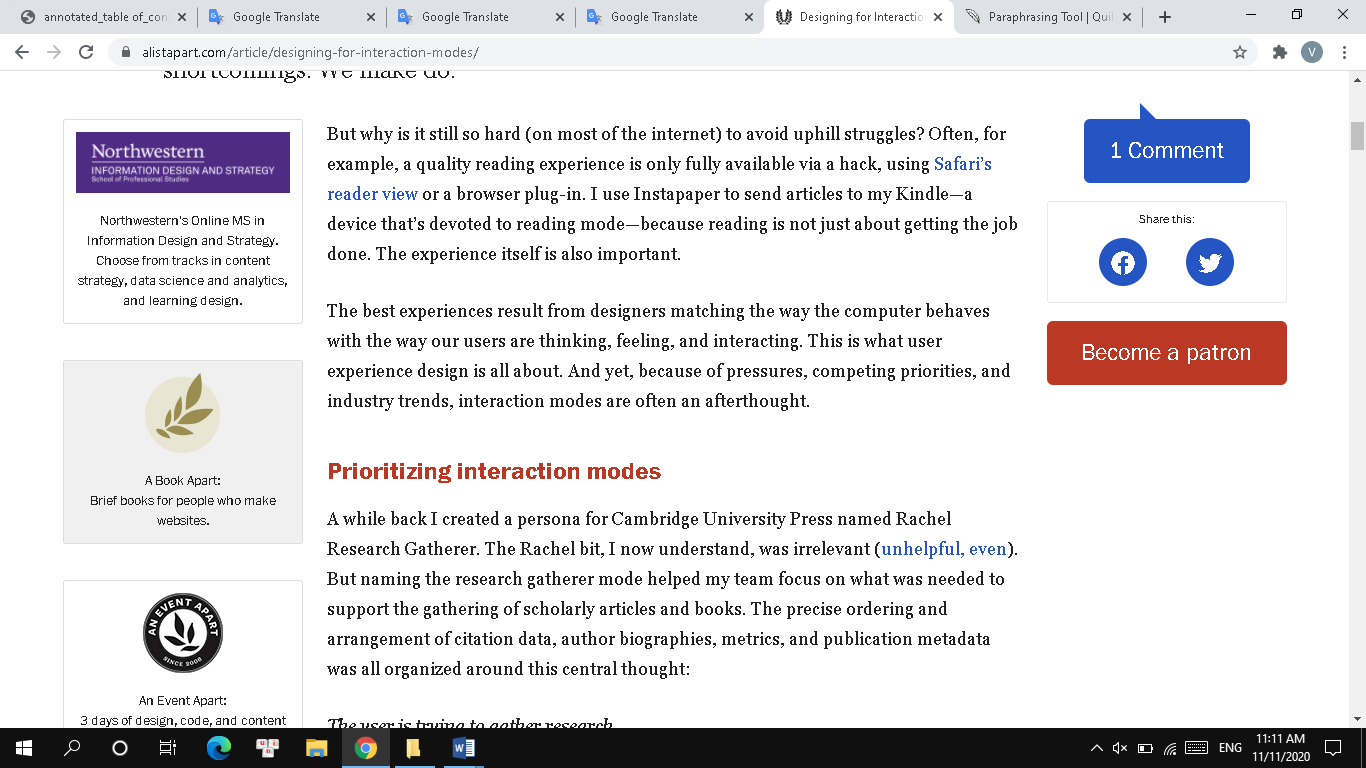 annotated_table of_con
Google Translate
Google Translate
Google Translate
Designing for Interactio
Paraphrasing Tool | Quil
alistapart.com/article/designing-for-interaction-modes/
V
shortcomings. We make do.
Northwestern
INFORMATION DESIGN AND STRATEGY
School of Professional Studies
Northwestern's Online MS in
Information Design and Strategy.
Choose from tracks in content
strategy, data science and analytics,
and learning design.
A Book Apart:
Brief books for people who make
websites.
AN EVENT APART
SINCE 2006
An Event Apart:
3 days of design, code, and content
But why is it still so hard (on most of the internet) to avoid uphill struggles? Often, for
example, a quality reading experience is only fully available via a hack, using Safari’s
reader view or a browser plug-in. I use Instapaper to send articles to my Kindle—a
device that’s devoted to reading mode—because reading is not just about getting the job
done. The experience itself is also important.
The best experiences result from designers matching the way the computer behaves
with the way our users are thinking, feeling, and interacting. This is what user
experience design is all about. And yet, because of pressures, competing priorities, and
industry trends, interaction modes are often an afterthought.
Prioritizing interaction modes
A while back I created a persona for Cambridge University Press named Rachel
Research Gatherer. The Rachel bit, I now understand, was irrelevant (unhelpful, even).
But naming the research gatherer mode helped my team focus on what was needed to
support the gathering of scholarly articles and books. The precise ordering and
arrangement of citation data, author biographies, metrics, and publication metadata
was all organized around this central thought:
The user is trying to gather research
1 Comment
Share this:
Become a patron
ENG
11:11 AM
11/11/2020